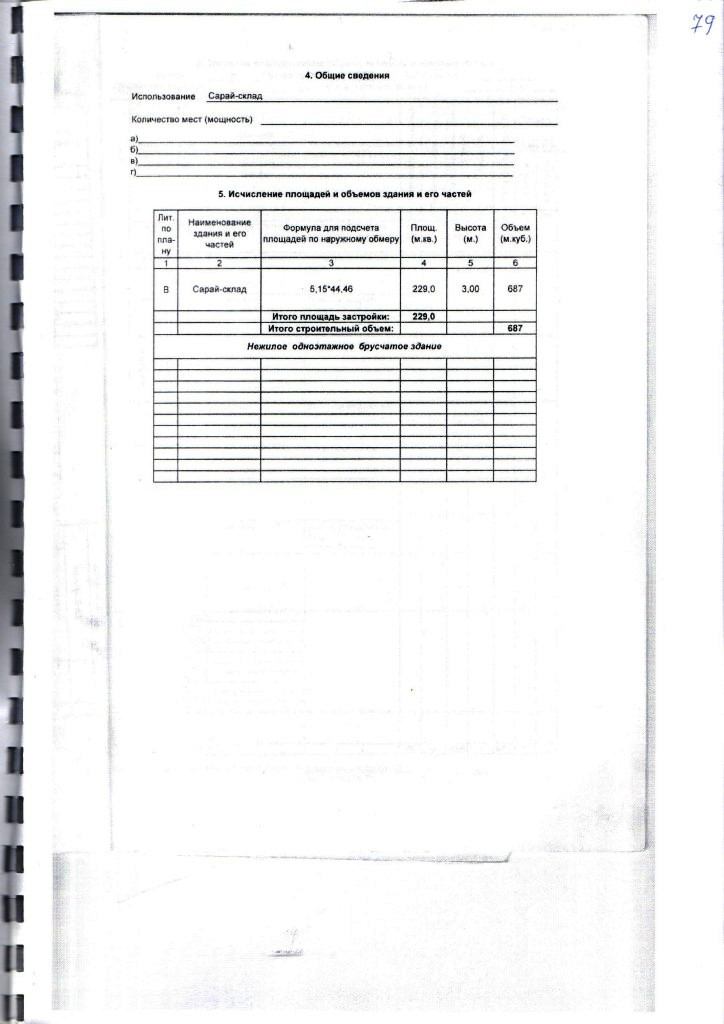 79
4. Общие сведения
Использование Сарай-склад
Количество мест (мощность)
а)
б)
в)
г)
5. Исчисление площадей и объемов здания и его частей
Лит. по пла- ну Наименование здания и его частей Формула для подсчета площадей по наружному обмеру Площ. (м.кв.) Высота (м.) Объем (м.куб.)
1 2 3 4 5 6
В Сарай-склад 5,15*44,46 229,0 3,00 687
Итого площадь застройки: 229,0
Итого строительный объем: 687
Нежилое одноэтажное брусчатое здание